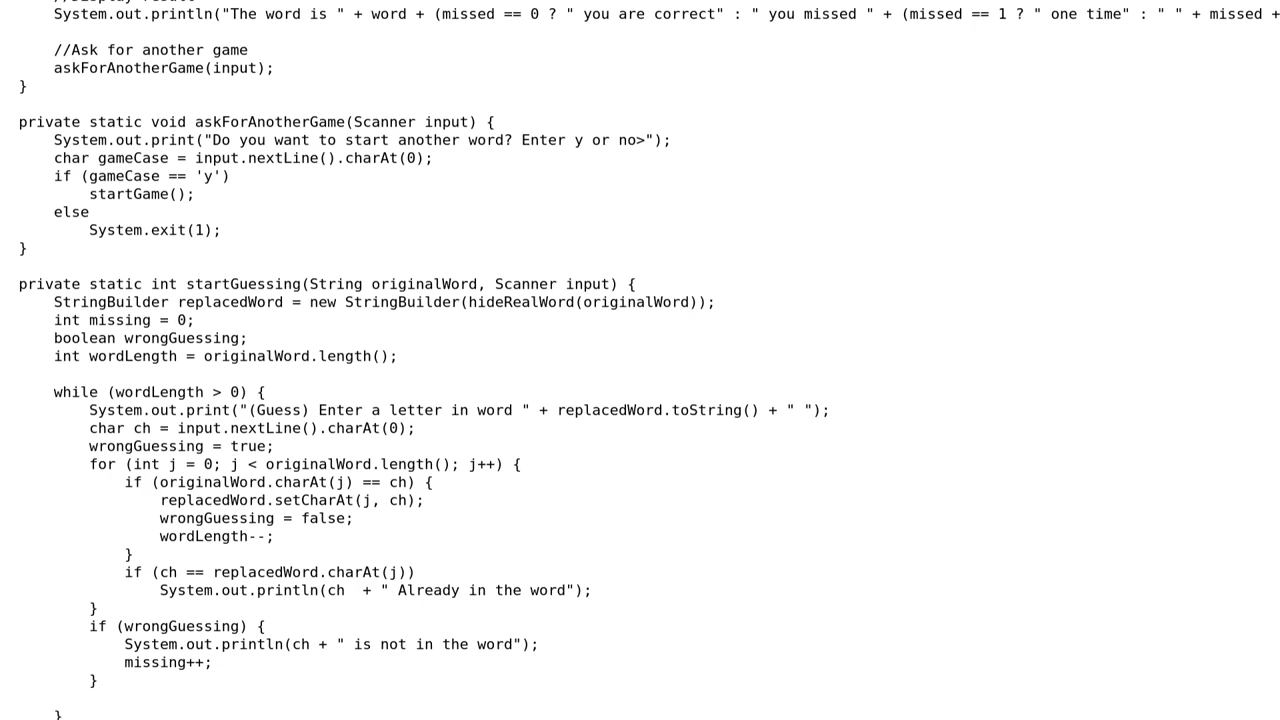 System.out.println("The word is " + word + (missed == 0 ? " you are correct" : " you missed " + (missed == 1 ? " one time" : " " + missed +

//Ask for another game
askForAnotherGame(input);
}

private static void askForAnotherGame(Scanner input) {
System.out.print("Do you want to start another word? Enter y or no>");
char gameCase = input.nextLine().charAt(0);
if (gameCase == 'y')
startGame();
else
System.exit(1);
}

private static int startGuessing(String originalWord, Scanner input) {
StringBuilder replacedWord = new StringBuilder(hideRealWord(originalWord));
int missing = 0;
boolean wrongGuessing;
int wordLength = originalWord.length();

while (wordLength > 0) {
System.out.print("(Guess) Enter a letter in word " + replacedWord.toString() + " ");
char ch = input.nextLine().charAt(0);
wrongGuessing = true;
for (int j = 0; j < originalWord.length(); j++) {
if (originalWord.charAt(j) == ch) {
replacedWord.setCharAt(j, ch);
wrongGuessing = false;
wordLength--;
}
if (ch == replacedWord.charAt(j))
System.out.println(ch  + " Already in the word");
}
if (wrongGuessing) {
System.out.println(ch + " is not in the word");
missing++;
}

}